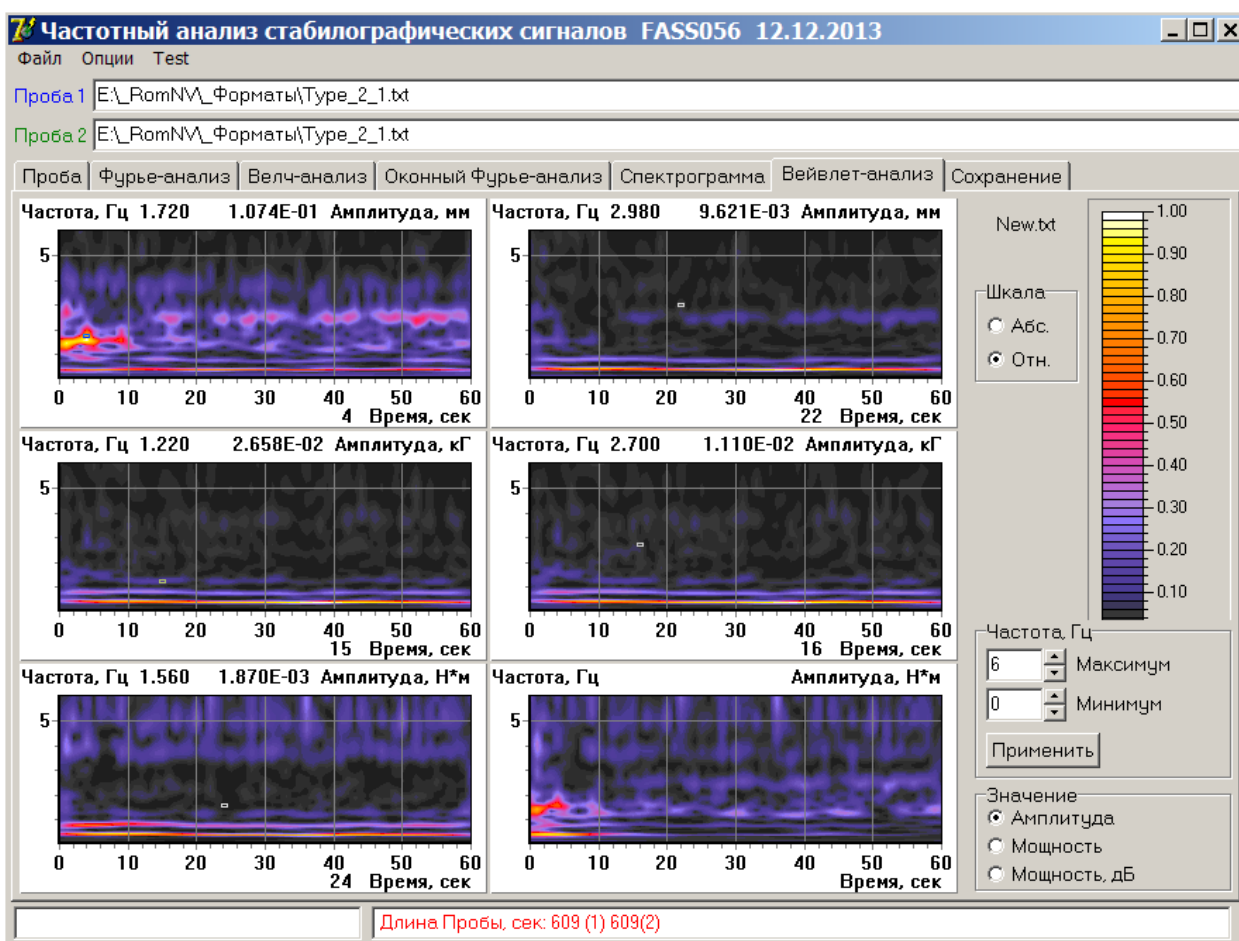 Частотный анализ стабилографических сигналов FASS056 12.12.2013
Файл Опции Test
Проба 1 E:\_RomNV\_Форматы\Type_2_1.txt
Проба 2 E:\_RomNV\_Форматы\Type_2_1.txt
Проба Фурье-анализ Велч-анализ Оконный Фурье-анализ Спектрограмма Вейвлет-анализ Сохранение
Частота, Гц 1.720 1.074E-01 Амплитуда, мм
5
0 10 20 30 40 50 60
4 Время, сек
Частота, Гц 2.980 9.621E-03 Амплитуда, мм
5
0 10 20 30 40 50 60
22 Время, сек
Частота, Гц 1.220 2.658E-02 Амплитуда, кГ
5
0 10 20 30 40 50 60
15 Время, сек
Частота, Гц 2.700 1.110E-02 Амплитуда, кГ
5
0 10 20 30 40 50 60
16 Время, сек
Частота, Гц 1.560 1.870E-03 Амплитуда, Н*м
5
0 10 20 30 40 50 60
24 Время, сек
Частота, Гц Амплитуда, Н*м
5
0 10 20 30 40 50 60
Время, сек
New.txt
Шкала
Абс.
Отн.
1.00
0.90
0.80
0.70
0.60
0.50
0.40
0.30
0.20
0.10
Частота, Гц
6 Максимум
0 Минимум
Применить
Значение
Амплитуда
Мощность
Мощность, дБ
Длина Пробы, сек: 609 (1) 609(2)